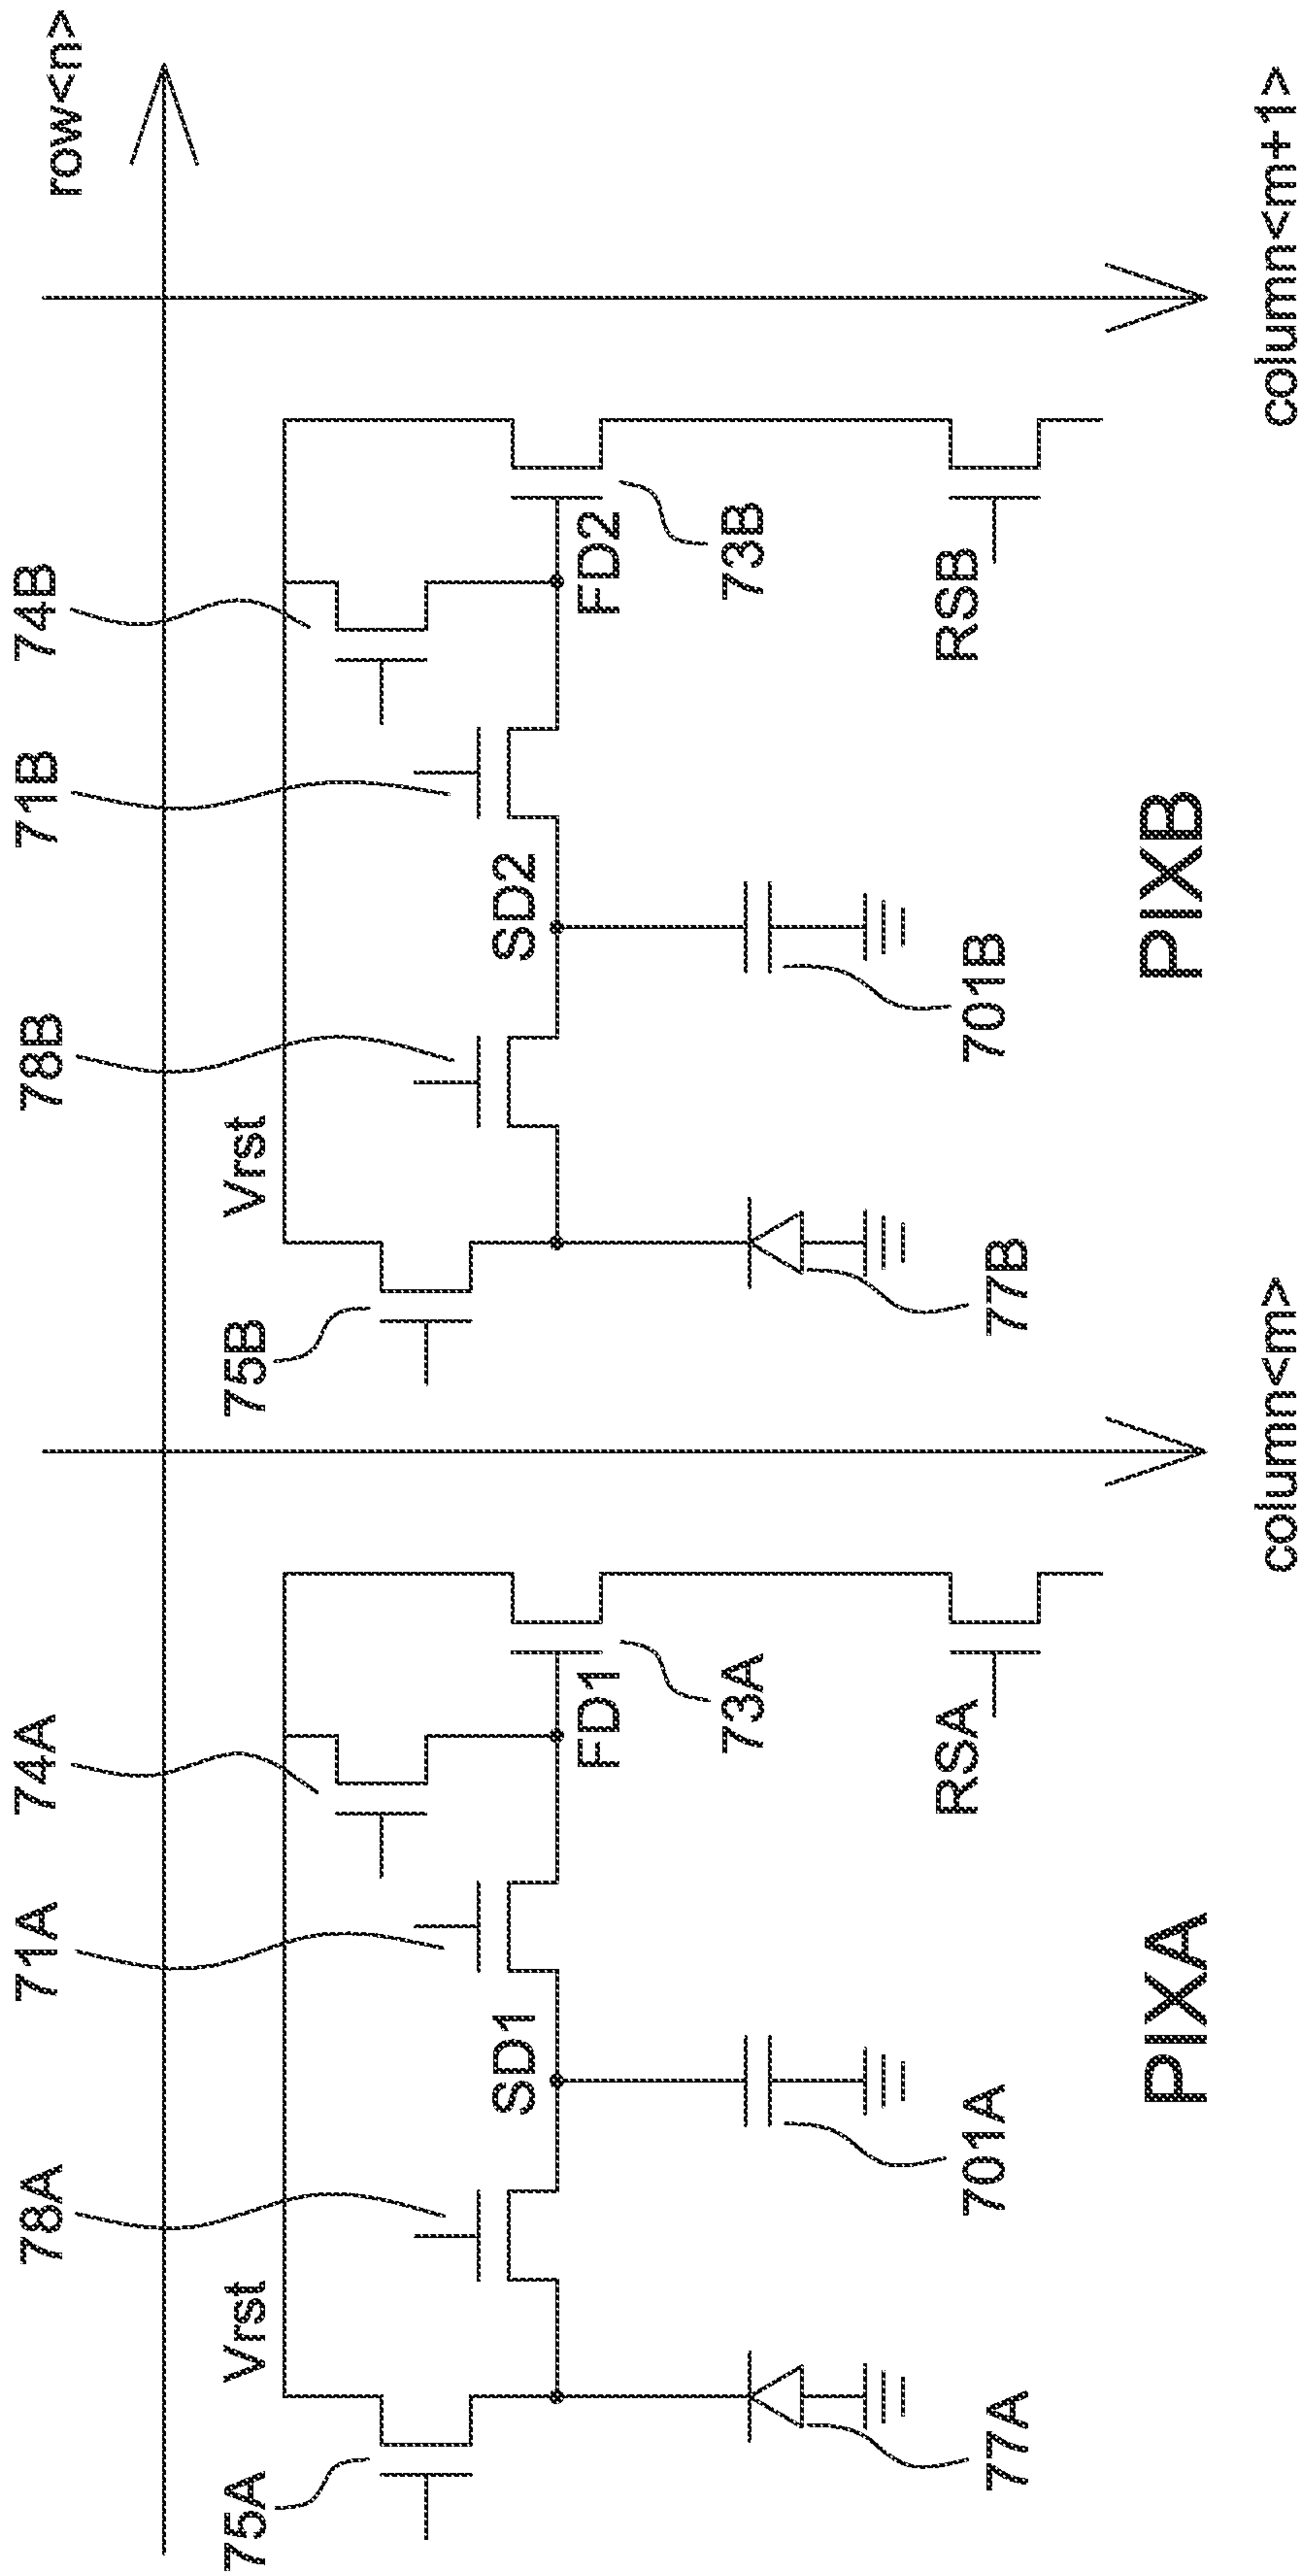 row<n>
78A
71A
74A
78B
71B
74B
75A
Vrst
75B
Vrst
SD1
FD1
SD2
FD2
73A
73B
77A
701A
RSA
77B
701B
RSB
PIXA
PIXB
column<m>
column<m+1>